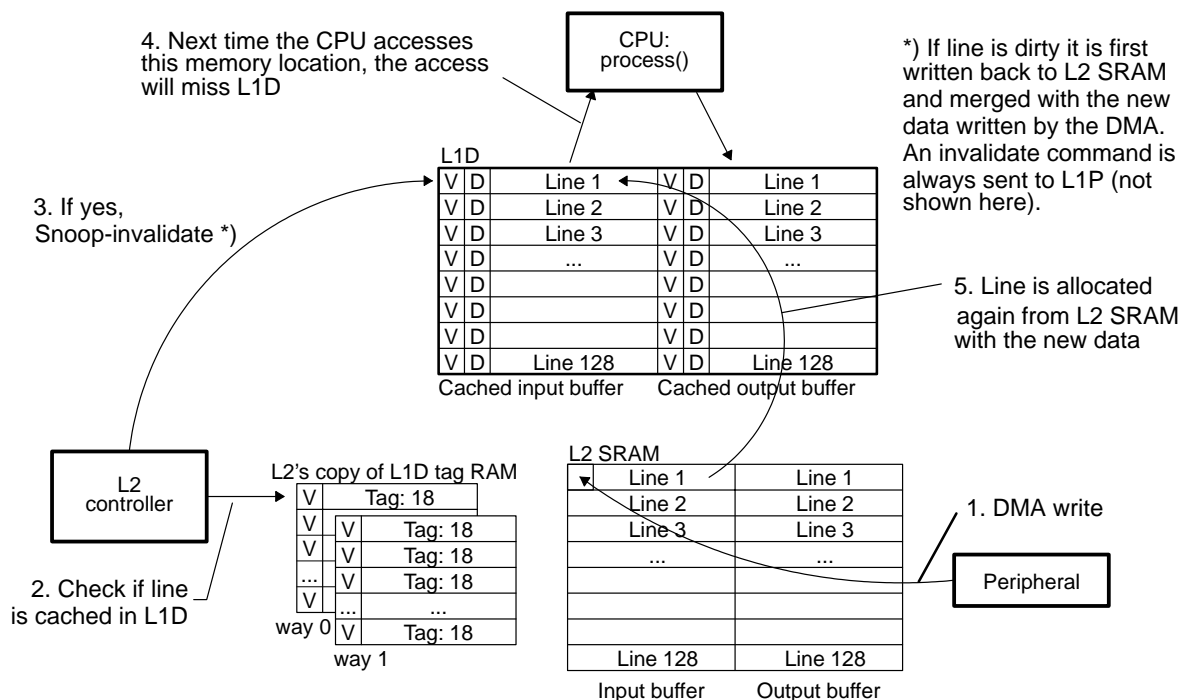 4. Next time the CPU accesses
this memory location, the access
will miss L1D
CPU:
process()
*) If line is dirty it is first
written back to L2 SRAM
and merged with the new
data written by the DMA.
An invalidate command is
always sent to L1P (not
shown here).
3. If yes,
Snoop-invalidate *)
L1D
V D Line 1 V D Line 1
V D Line 2 V D Line 2
V D Line 3 V D Line 3
V D ... V D ...
V D V D
V D V D
V D V D
V D Line 128 V D Line 128
Cached input buffer Cached output buffer
5. Line is allocated
again from L2 SRAM
with the new data
L2
controller
L2's copy of L1D tag RAM
V Tag: 18
V
V
...
V
way 0
V Tag: 18
V Tag: 18
V Tag: 18
... ...
V Tag: 18
way 1
2. Check if line
is cached in L1D
L2 SRAM
Line 1 Line 1
Line 2 Line 2
Line 3 Line 3
... ...
Line 128 Line 128
Input buffer Output buffer
1. DMA write
Peripheral